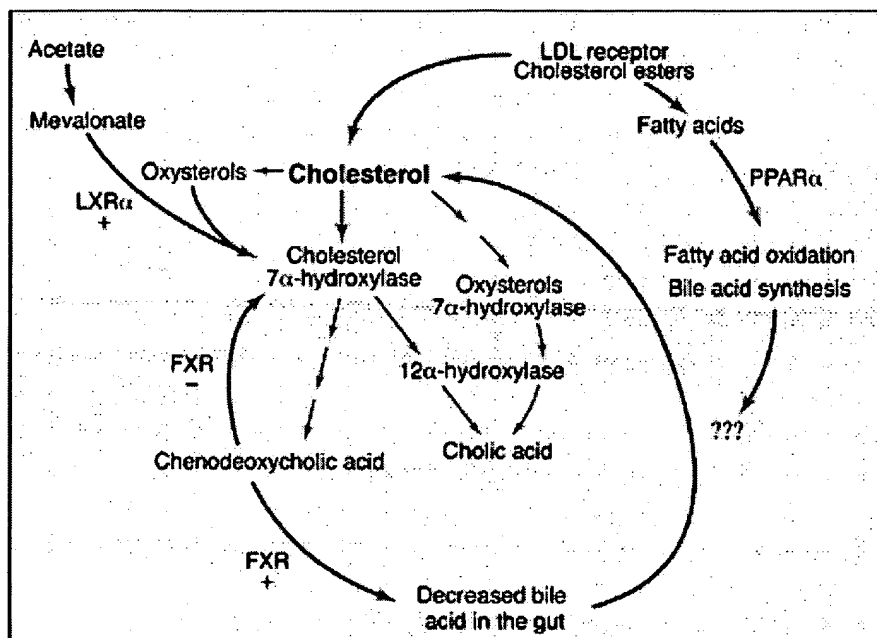 Acetate
LDL receptor
Cholesterol esters
Mevalonate
Fatty acids
Oxysterols
Cholesterol
PPARα
LXRα
+
Cholesterol
7α-hydroxylase
Oxysterols
7α-hydroxylase
Fatty acid oxidation
Bile acid synthesis
FXR
−
12α-hydroxylase
???
Chenodeoxycholic acid
Cholic acid
FXR
+
Decreased bile
acid in the gut